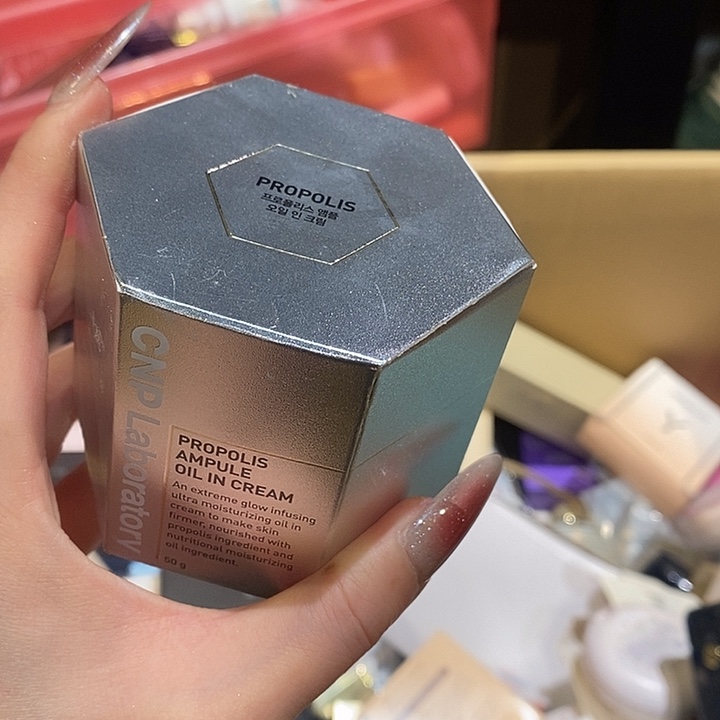 PROPOLIS
프로폴리스 앰플
오일 인 크림
CNP Laboratory
PROPOLIS
AMPULE
OIL IN CREAM
An extreme glow infusing
ultra moisturizing oil in
cream to make skin
firmer, nourished with
propolis ingredient and
nutritional moisturizing
oil ingredient.
50 g